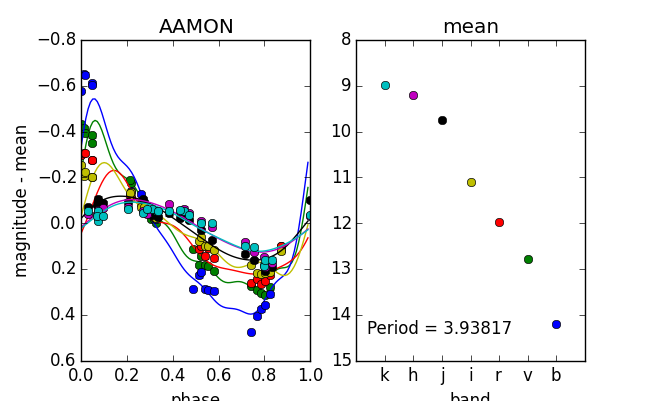 AAMON
mean
−0.8
−0.6
−0.4
−0.2
0.0
0.2
0.4
0.6
magnitude - mean
0.0 0.2 0.4 0.6 0.8 1.0
phase
8
9
10
11
12
13
14
15
Period = 3.93817
k h j i r v b
band